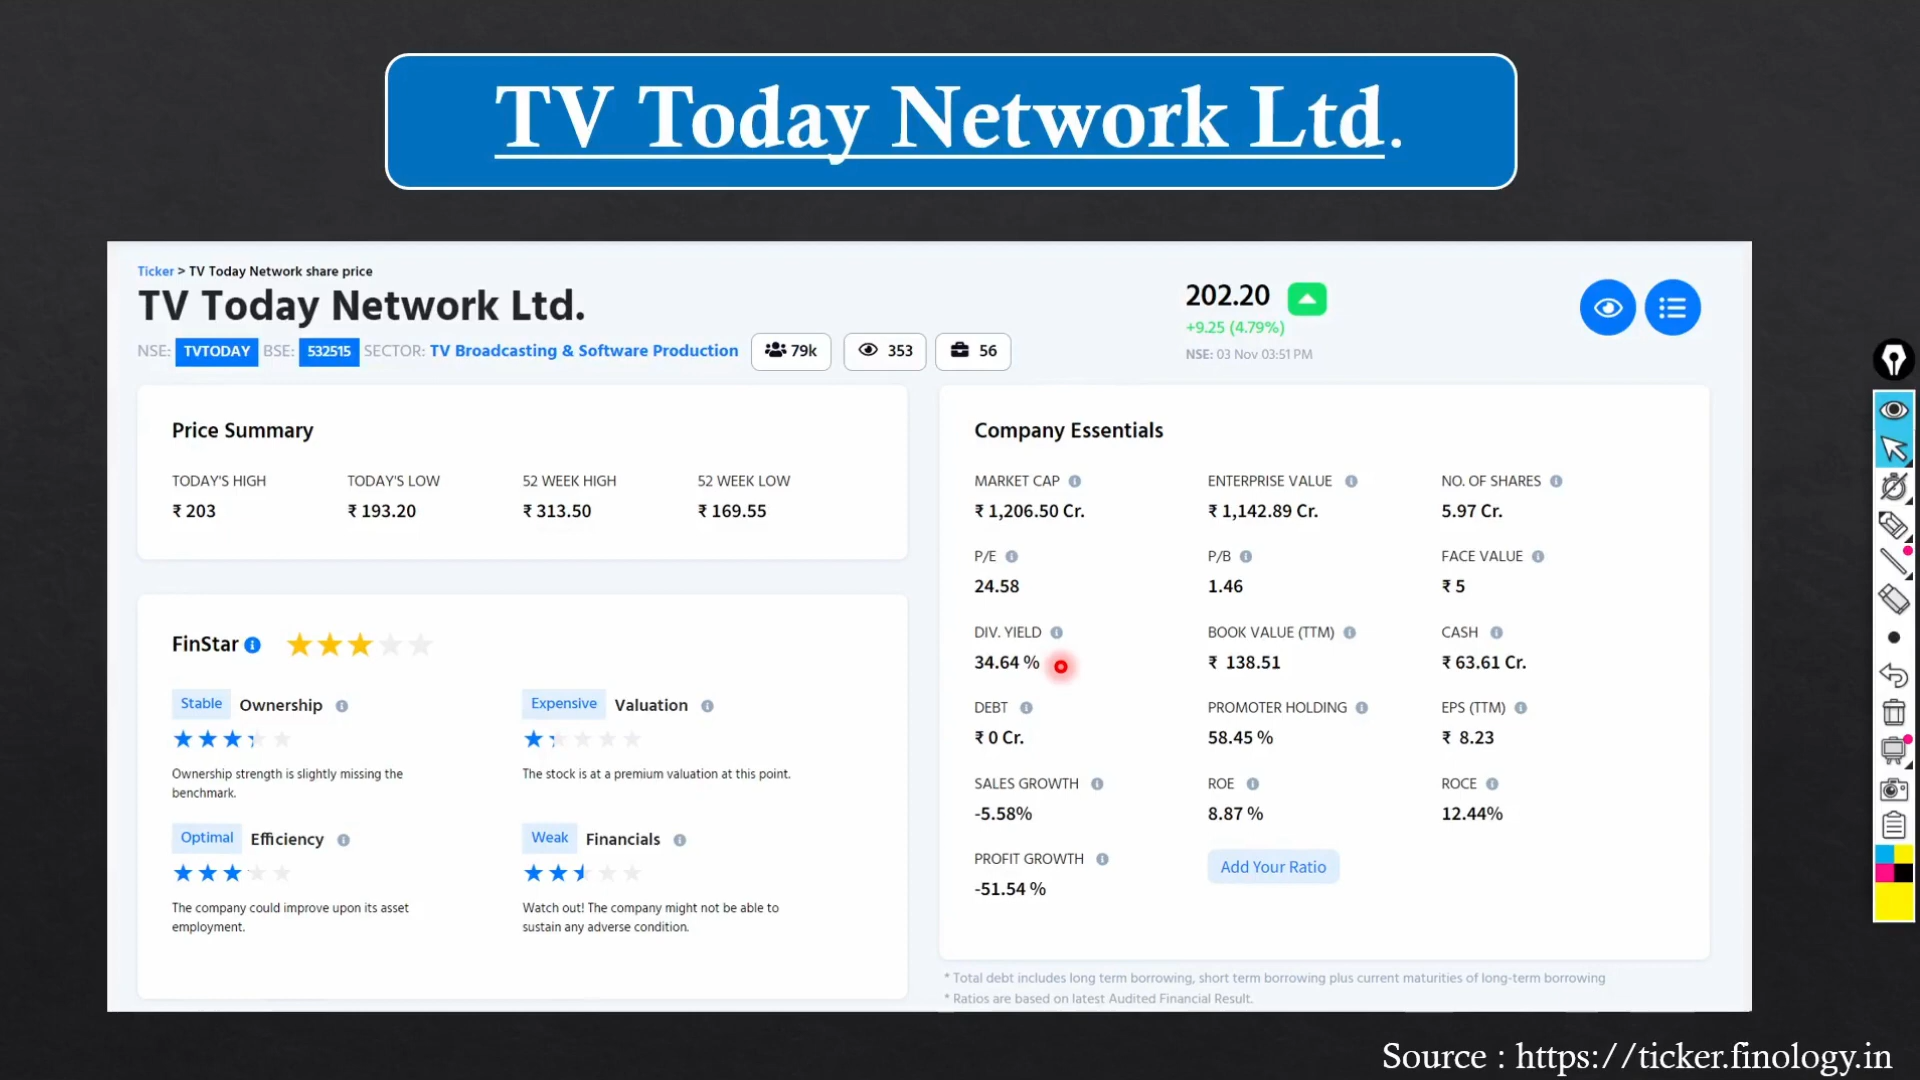 TV Today Network Ltd.
Ticker > TV Today Network share price
TV Today Network Ltd.
NSE: TVTODAY BSE: 532515 SECTOR: TV Broadcasting & Software Production 79k 353 56
202.20
+9.25 (4.79%)
NSE: 03 Nov 03:51 PM
Price Summary
TODAY'S HIGH TODAY'S LOW 52 WEEK HIGH 52 WEEK LOW
₹ 203 ₹ 193.20 ₹ 313.50 ₹ 169.55
FinStar
Stable Ownership
Ownership strength is slightly missing the
benchmark.
Expensive Valuation
The stock is at a premium valuation at this point.
Optimal Efficiency
The company could improve upon its asset
employment.
Weak Financials
Watch out! The company might not be able to
sustain any adverse condition.
Company Essentials
MARKET CAP ENTERPRISE VALUE NO. OF SHARES
₹ 1,206.50 Cr. ₹ 1,142.89 Cr. 5.97 Cr.
P/E P/B FACE VALUE
24.58 1.46 ₹ 5
DIV. YIELD BOOK VALUE (TTM) CASH
34.64 % ₹ 138.51 ₹ 63.61 Cr.
DEBT PROMOTER HOLDING EPS (TTM)
₹ 0 Cr. 58.45 % ₹ 8.23
SALES GROWTH ROE ROCE
-5.58% 8.87 % 12.44%
PROFIT GROWTH
-51.54 %
Add Your Ratio
* Total debt includes long term borrowing, short term borrowing plus current maturities of long-term borrowing
* Ratios are based on latest Audited Financial Result.
Source : https://ticker.finology.in